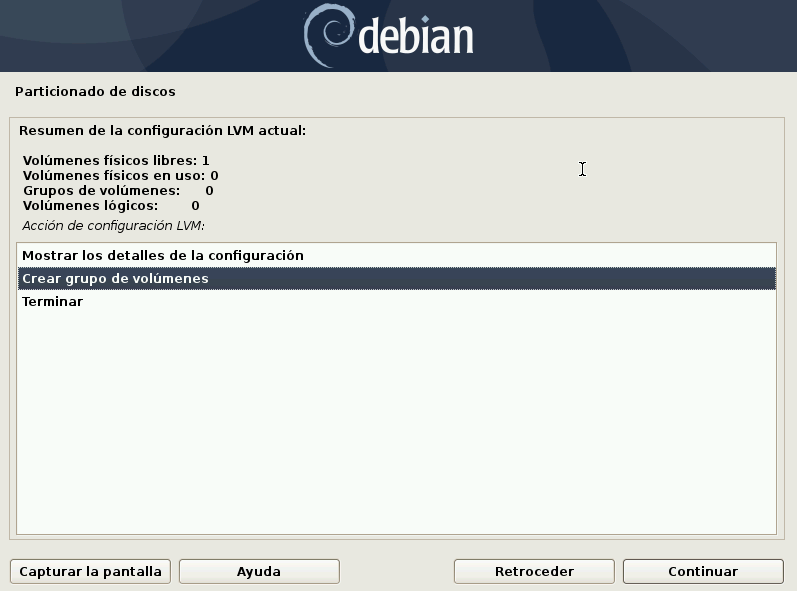 debian
Particionado de discos
Resumen de la configuración LVM actual:
Volúmenes físicos libres: 1
Volúmenes físicos en uso: 0
Grupos de volúmenes: 0
Volúmenes lógicos: 0
Acción de configuración LVM:
Mostrar los detalles de la configuración
Crear grupo de volúmenes
Terminar
Capturar la pantalla
Ayuda
Retroceder
Continuar